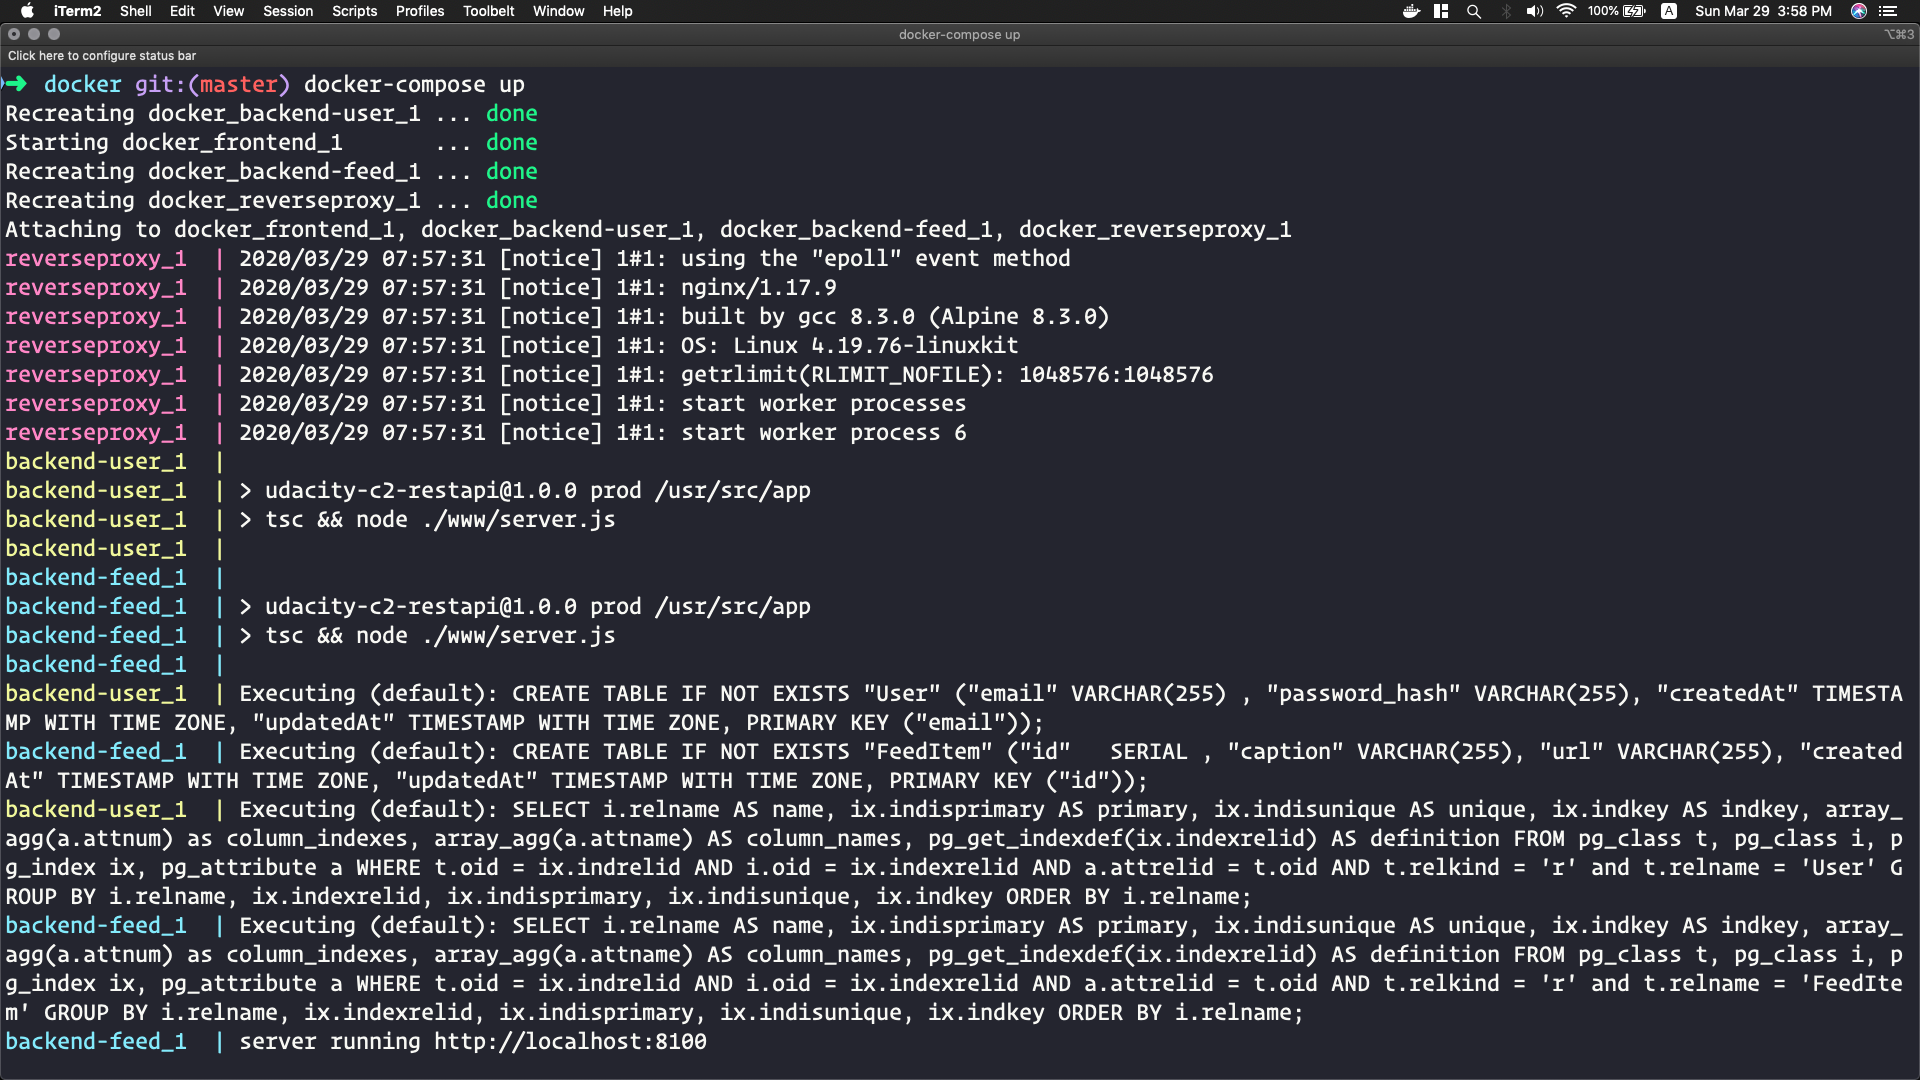 iTerm2 Shell Edit View Session Scripts Profiles Toolbelt Window Help 100% A Sun Mar 29 3:58 PM
docker-compose up ⌥⌘3
Click here to configure status bar
➜ docker git:(master) docker-compose up
Recreating docker_backend-user_1 ... done
Starting docker_frontend_1       ... done
Recreating docker_backend-feed_1 ... done
Recreating docker_reverseproxy_1 ... done
Attaching to docker_frontend_1, docker_backend-user_1, docker_backend-feed_1, docker_reverseproxy_1
reverseproxy_1  | 2020/03/29 07:57:31 [notice] 1#1: using the "epoll" event method
reverseproxy_1  | 2020/03/29 07:57:31 [notice] 1#1: nginx/1.17.9
reverseproxy_1  | 2020/03/29 07:57:31 [notice] 1#1: built by gcc 8.3.0 (Alpine 8.3.0)
reverseproxy_1  | 2020/03/29 07:57:31 [notice] 1#1: OS: Linux 4.19.76-linuxkit
reverseproxy_1  | 2020/03/29 07:57:31 [notice] 1#1: getrlimit(RLIMIT_NOFILE): 1048576:1048576
reverseproxy_1  | 2020/03/29 07:57:31 [notice] 1#1: start worker processes
reverseproxy_1  | 2020/03/29 07:57:31 [notice] 1#1: start worker process 6
backend-user_1  |
backend-user_1  | > udacity-c2-restapi@1.0.0 prod /usr/src/app
backend-user_1  | > tsc && node ./www/server.js
backend-user_1  |
backend-feed_1  |
backend-feed_1  | > udacity-c2-restapi@1.0.0 prod /usr/src/app
backend-feed_1  | > tsc && node ./www/server.js
backend-feed_1  |
backend-user_1  | Executing (default): CREATE TABLE IF NOT EXISTS "User" ("email" VARCHAR(255) , "password_hash" VARCHAR(255), "createdAt" TIMESTA
MP WITH TIME ZONE, "updatedAt" TIMESTAMP WITH TIME ZONE, PRIMARY KEY ("email"));
backend-feed_1  | Executing (default): CREATE TABLE IF NOT EXISTS "FeedItem" ("id"   SERIAL , "caption" VARCHAR(255), "url" VARCHAR(255), "created
At" TIMESTAMP WITH TIME ZONE, "updatedAt" TIMESTAMP WITH TIME ZONE, PRIMARY KEY ("id"));
backend-user_1  | Executing (default): SELECT i.relname AS name, ix.indisprimary AS primary, ix.indisunique AS unique, ix.indkey AS indkey, array_
agg(a.attnum) as column_indexes, array_agg(a.attname) AS column_names, pg_get_indexdef(ix.indexrelid) AS definition FROM pg_class t, pg_class i, p
g_index ix, pg_attribute a WHERE t.oid = ix.indrelid AND i.oid = ix.indexrelid AND a.attrelid = t.oid AND t.relkind = 'r' and t.relname = 'User' G
ROUP BY i.relname, ix.indexrelid, ix.indisprimary, ix.indisunique, ix.indkey ORDER BY i.relname;
backend-feed_1  | Executing (default): SELECT i.relname AS name, ix.indisprimary AS primary, ix.indisunique AS unique, ix.indkey AS indkey, array_
agg(a.attnum) as column_indexes, array_agg(a.attname) AS column_names, pg_get_indexdef(ix.indexrelid) AS definition FROM pg_class t, pg_class i, p
g_index ix, pg_attribute a WHERE t.oid = ix.indrelid AND i.oid = ix.indexrelid AND a.attrelid = t.oid AND t.relkind = 'r' and t.relname = 'FeedIte
m' GROUP BY i.relname, ix.indexrelid, ix.indisprimary, ix.indisunique, ix.indkey ORDER BY i.relname;
backend-feed_1  | server running http://localhost:8100